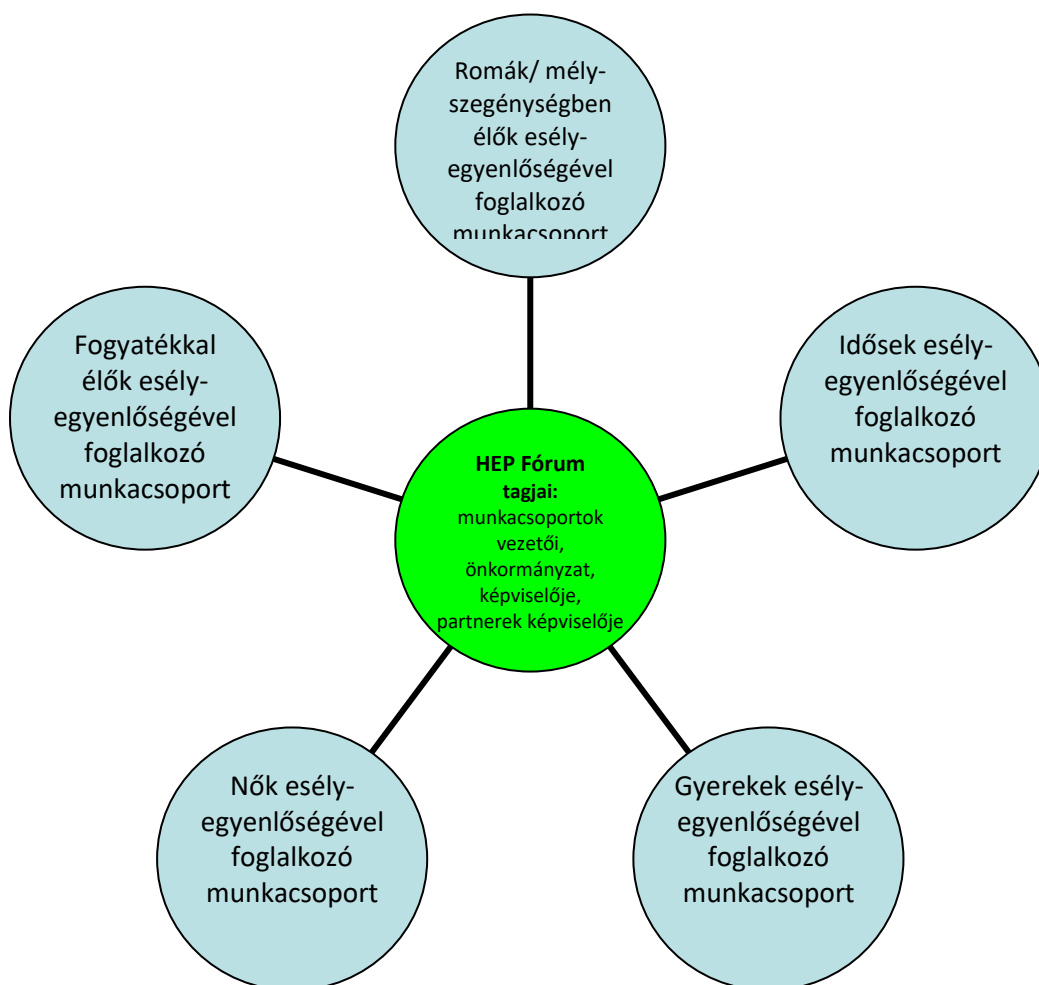 Romák/ mély-
szegénységben
élők esély-
egyenlőségével
foglalkozó
munkacsoport
Fogyatékkal
élők esély-
egyenlőségével
foglalkozó
munkacsoport
Idősek esély-
egyenlőségével
foglalkozó
munkacsoport
HEP Fórum
tagjai:
munkacsoportok
vezetői,
önkormányzat,
képviselője,
partnerek képviselője
Nők esély-
egyenlőségével
foglalkozó
munkacsoport
Gyerekek esély-
egyenlőségével
foglalkozó
munkacsoport